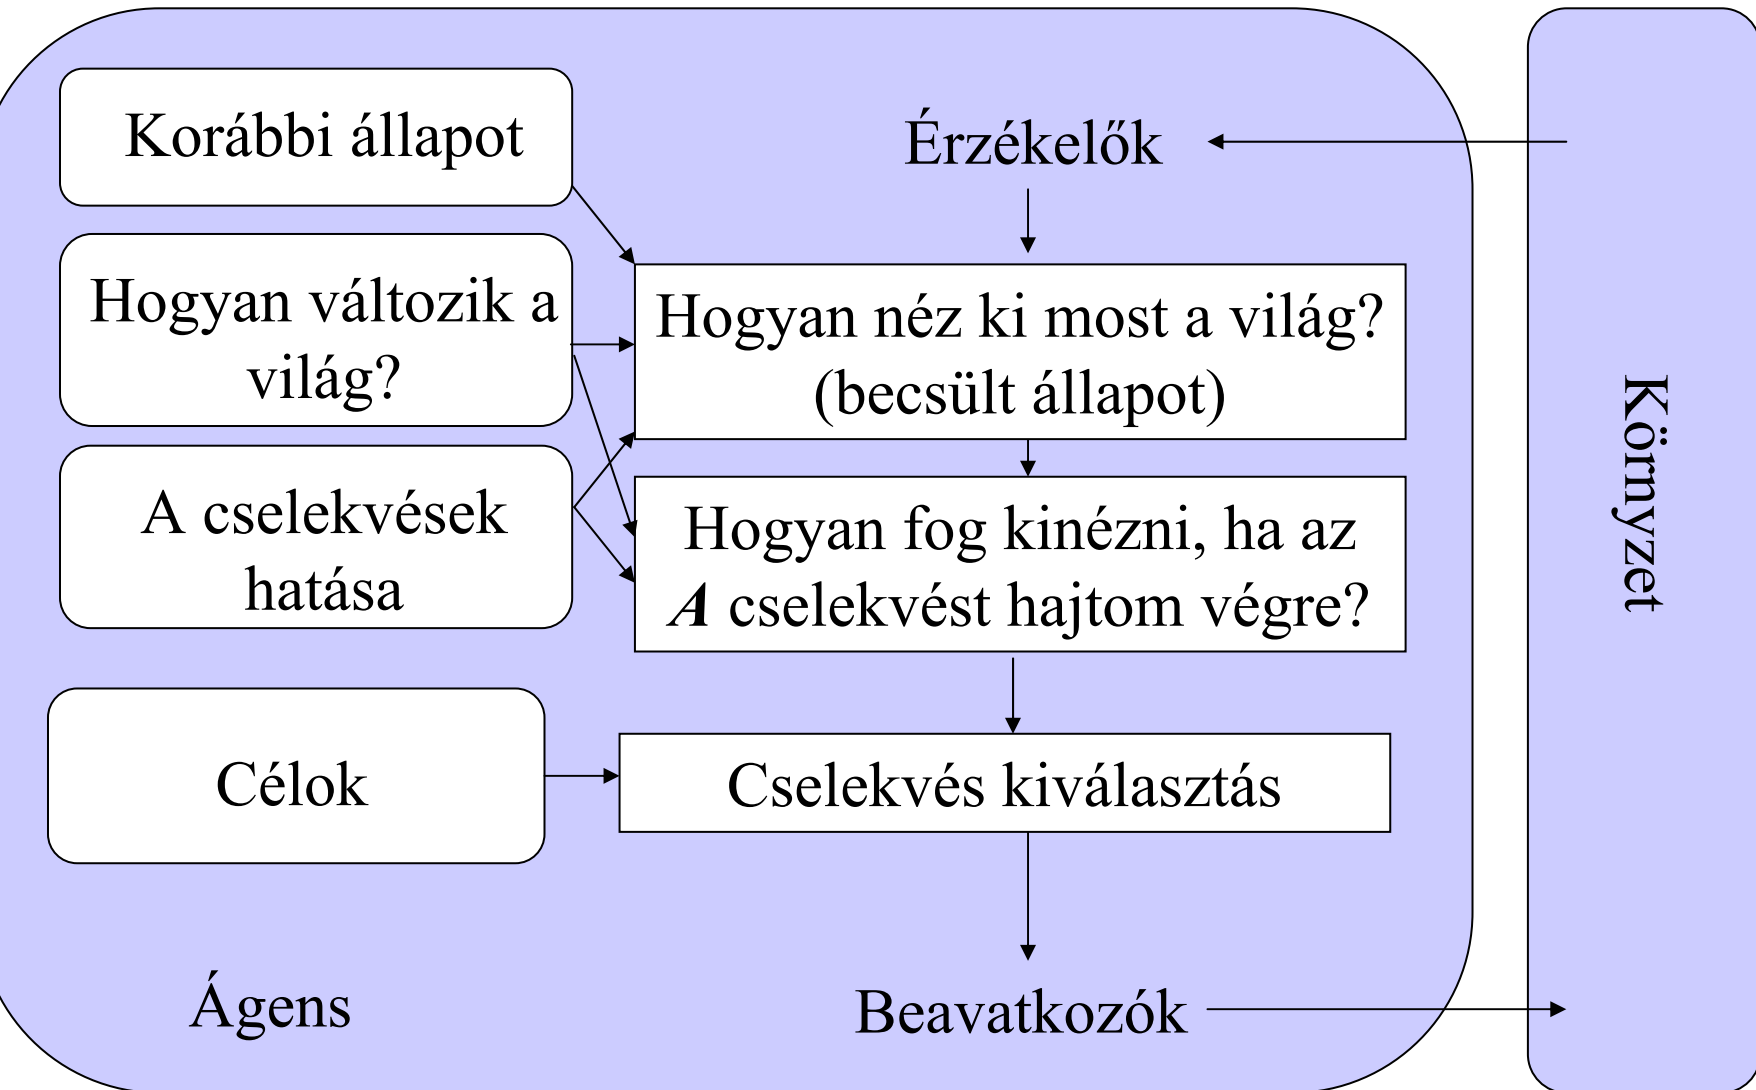 Korábbi állapot
Érzékelők
Hogyan változik a
világ?
Hogyan néz ki most a világ?
(becsült állapot)
A cselekvések
hatása
Hogyan fog kinézni, ha az
A cselekvést hajtom végre?
Célok
Cselekvés kiválasztás
Ágens
Beavatkozók
Környzet